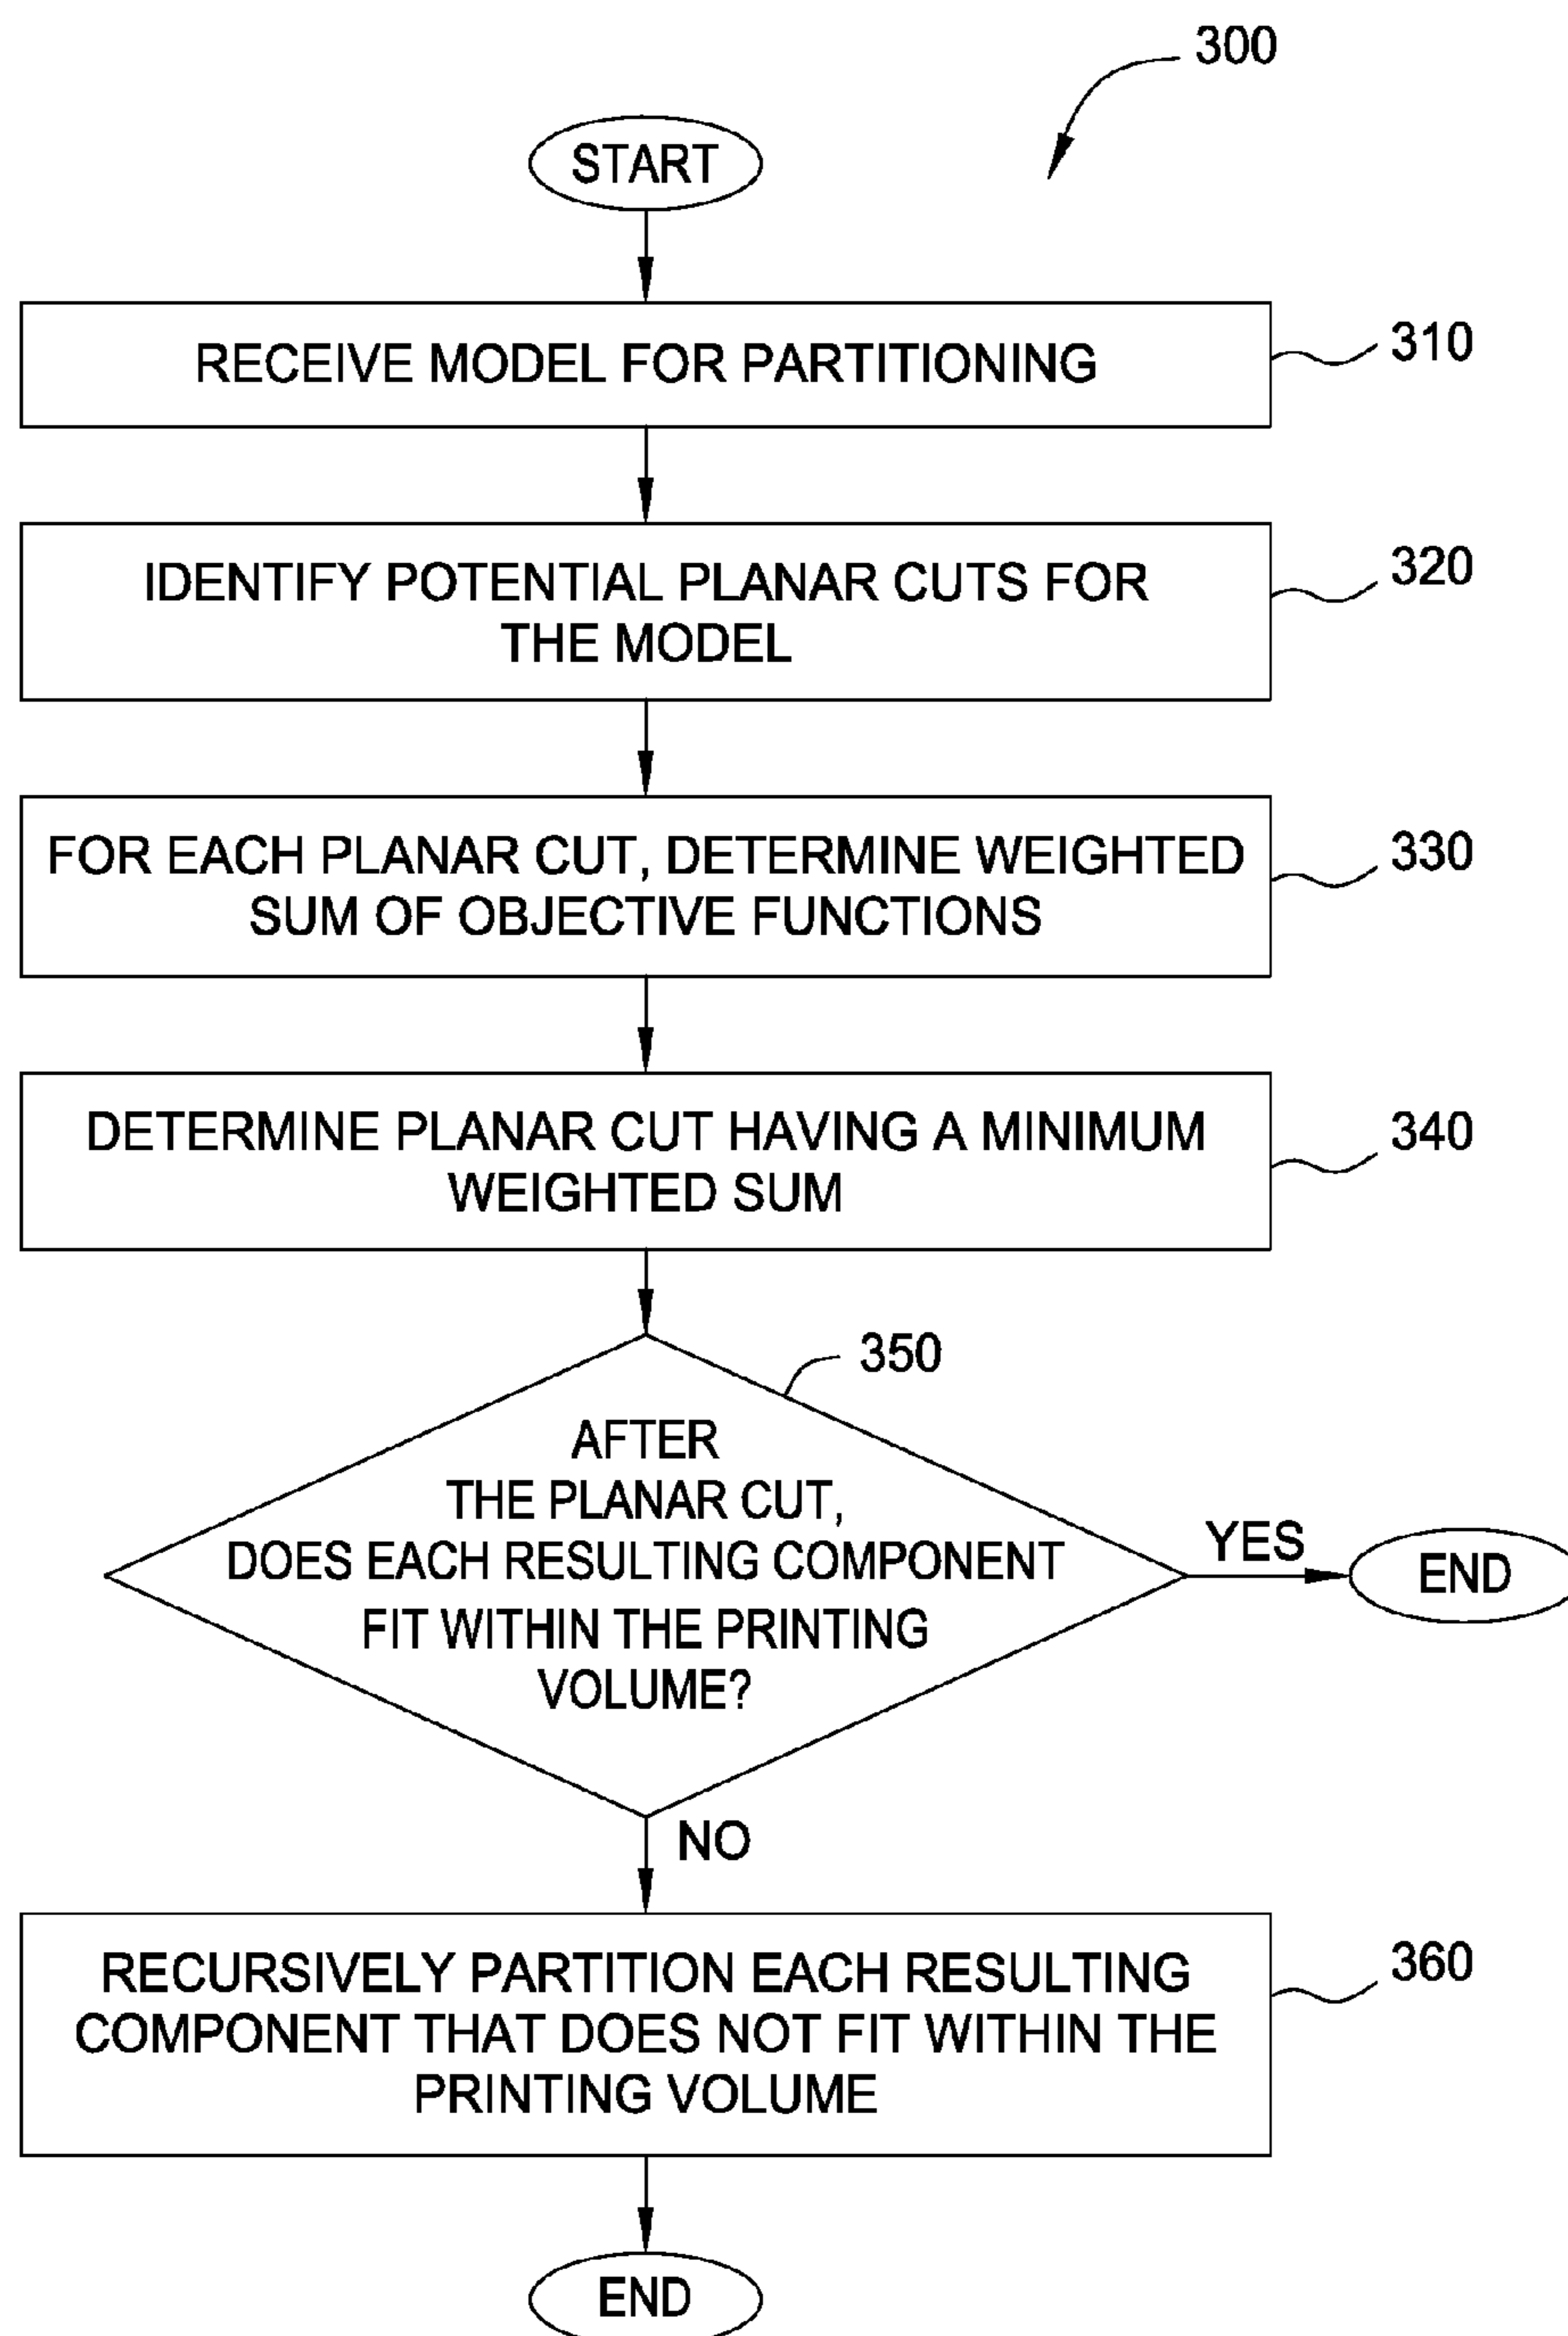 300
START
RECEIVE MODEL FOR PARTITIONING
310
IDENTIFY POTENTIAL PLANAR CUTS FOR
THE MODEL
320
FOR EACH PLANAR CUT, DETERMINE WEIGHTED
SUM OF OBJECTIVE FUNCTIONS
330
DETERMINE PLANAR CUT HAVING A MINIMUM
WEIGHTED SUM
340
350
AFTER
THE PLANAR CUT,
DOES EACH RESULTING COMPONENT
FIT WITHIN THE PRINTING
VOLUME?
YES
END
NO
RECURSIVELY PARTITION EACH RESULTING
COMPONENT THAT DOES NOT FIT WITHIN THE
PRINTING VOLUME
360
END